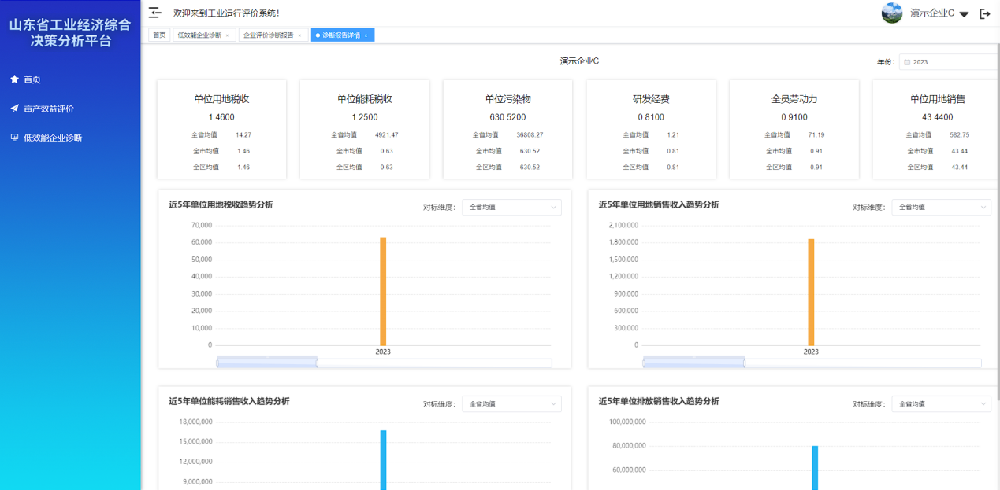 山东省工业经济综合
决策分析平台
首页
亩产效益评价
低效能企业诊断
欢迎来到工业运行评价系统!
演示企业C
首页
低效能企业诊断 ×
企业评价诊断报告 ×
诊断报告详情 ×
演示企业C
年份: 2023
单位用地税收
1.4600
全省均值 14.27
全市均值 1.46
全区均值 1.46
单位能耗税收
1.2500
全省均值 4921.47
全市均值 0.63
全区均值 0.63
单位污染物
630.5200
全省均值 36808.27
全市均值 630.52
全区均值 630.52
研发经费
0.8100
全省均值 1.21
全市均值 0.81
全区均值 0.81
全员劳动力
0.9100
全省均值 71.19
全市均值 0.91
全区均值 0.91
单位用地销售
43.4400
全省均值 582.75
全市均值 43.44
全区均值 43.44
近5年单位用地税收趋势分析
对标维度: 全省均值
70,000
60,000
50,000
40,000
30,000
20,000
10,000
0
2023
近5年单位用地销售收入趋势分析
对标维度: 全省均值
2,100,000
1,800,000
1,500,000
1,200,000
900,000
600,000
300,000
0
2023
近5年单位能耗销售收入趋势分析
对标维度: 全省均值
18,000,000
15,000,000
12,000,000
9,000,000
近5年单位排放销售收入趋势分析
对标维度: 全省均值
100,000,000
80,000,000
60,000,000